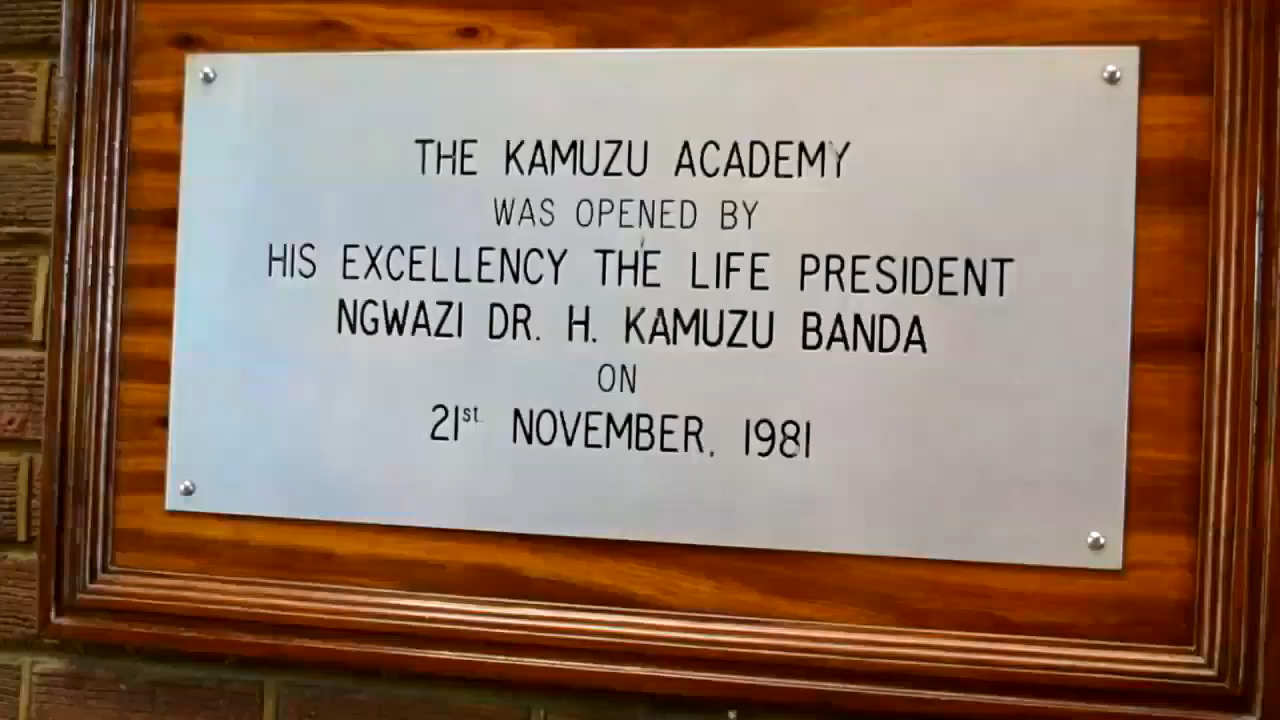 THE KAMUZU ACADEMY
WAS OPENED BY
HIS EXCELLENCY THE LIFE PRESIDENT
NGWAZI DR. H. KAMUZU BANDA
ON
21st. NOVEMBER, 1981